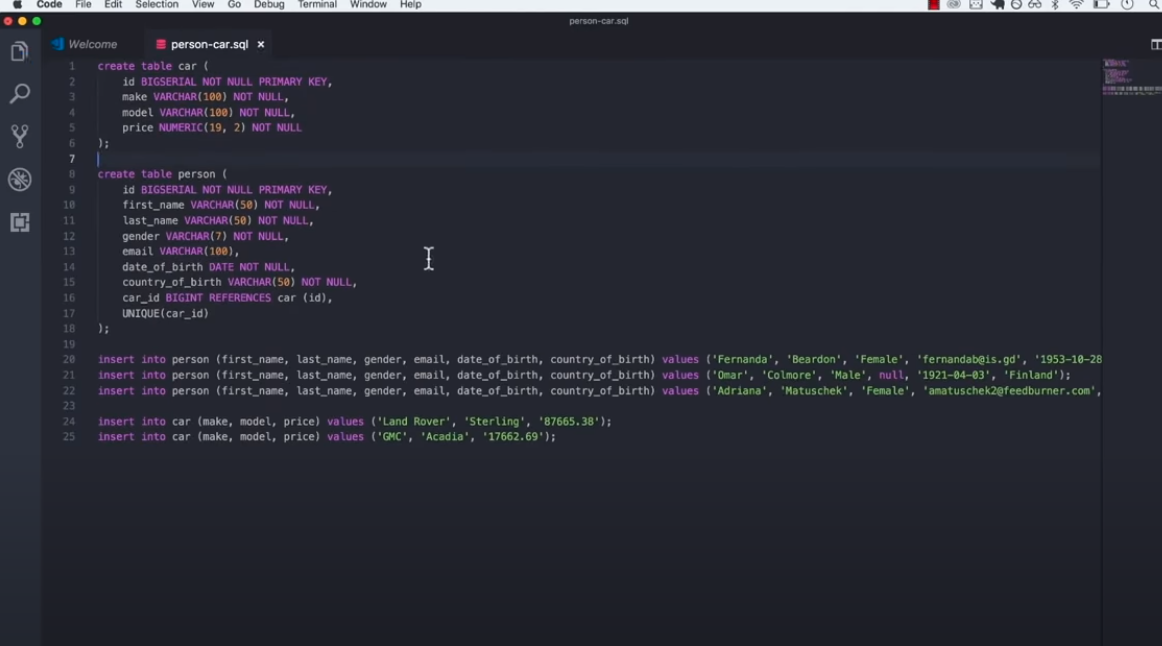 Code File Edit Selection View Go Debug Terminal Window Help
person-car.sql
Welcome person-car.sql ×
1 create table car (
2 id BIGSERIAL NOT NULL PRIMARY KEY,
3 make VARCHAR(100) NOT NULL,
4 model VARCHAR(100) NOT NULL,
5 price NUMERIC(19, 2) NOT NULL
6 );
7
8 create table person (
9 id BIGSERIAL NOT NULL PRIMARY KEY,
10 first_name VARCHAR(50) NOT NULL,
11 last_name VARCHAR(50) NOT NULL,
12 gender VARCHAR(7) NOT NULL,
13 email VARCHAR(100),
14 date_of_birth DATE NOT NULL,
15 country_of_birth VARCHAR(50) NOT NULL,
16 car_id BIGINT REFERENCES car (id),
17 UNIQUE(car_id)
18 );
19
20 insert into person (first_name, last_name, gender, email, date_of_birth, country_of_birth) values ('Fernanda', 'Beardon', 'Female', 'fernandab@is.gd', '1953-10-28
21 insert into person (first_name, last_name, gender, email, date_of_birth, country_of_birth) values ('Omar', 'Colmore', 'Male', null, '1921-04-03', 'Finland');
22 insert into person (first_name, last_name, gender, email, date_of_birth, country_of_birth) values ('Adriana', 'Matuschek', 'Female', 'amatuschek2@feedburner.com',
23
24 insert into car (make, model, price) values ('Land Rover', 'Sterling', '87665.38');
25 insert into car (make, model, price) values ('GMC', 'Acadia', '17662.69');